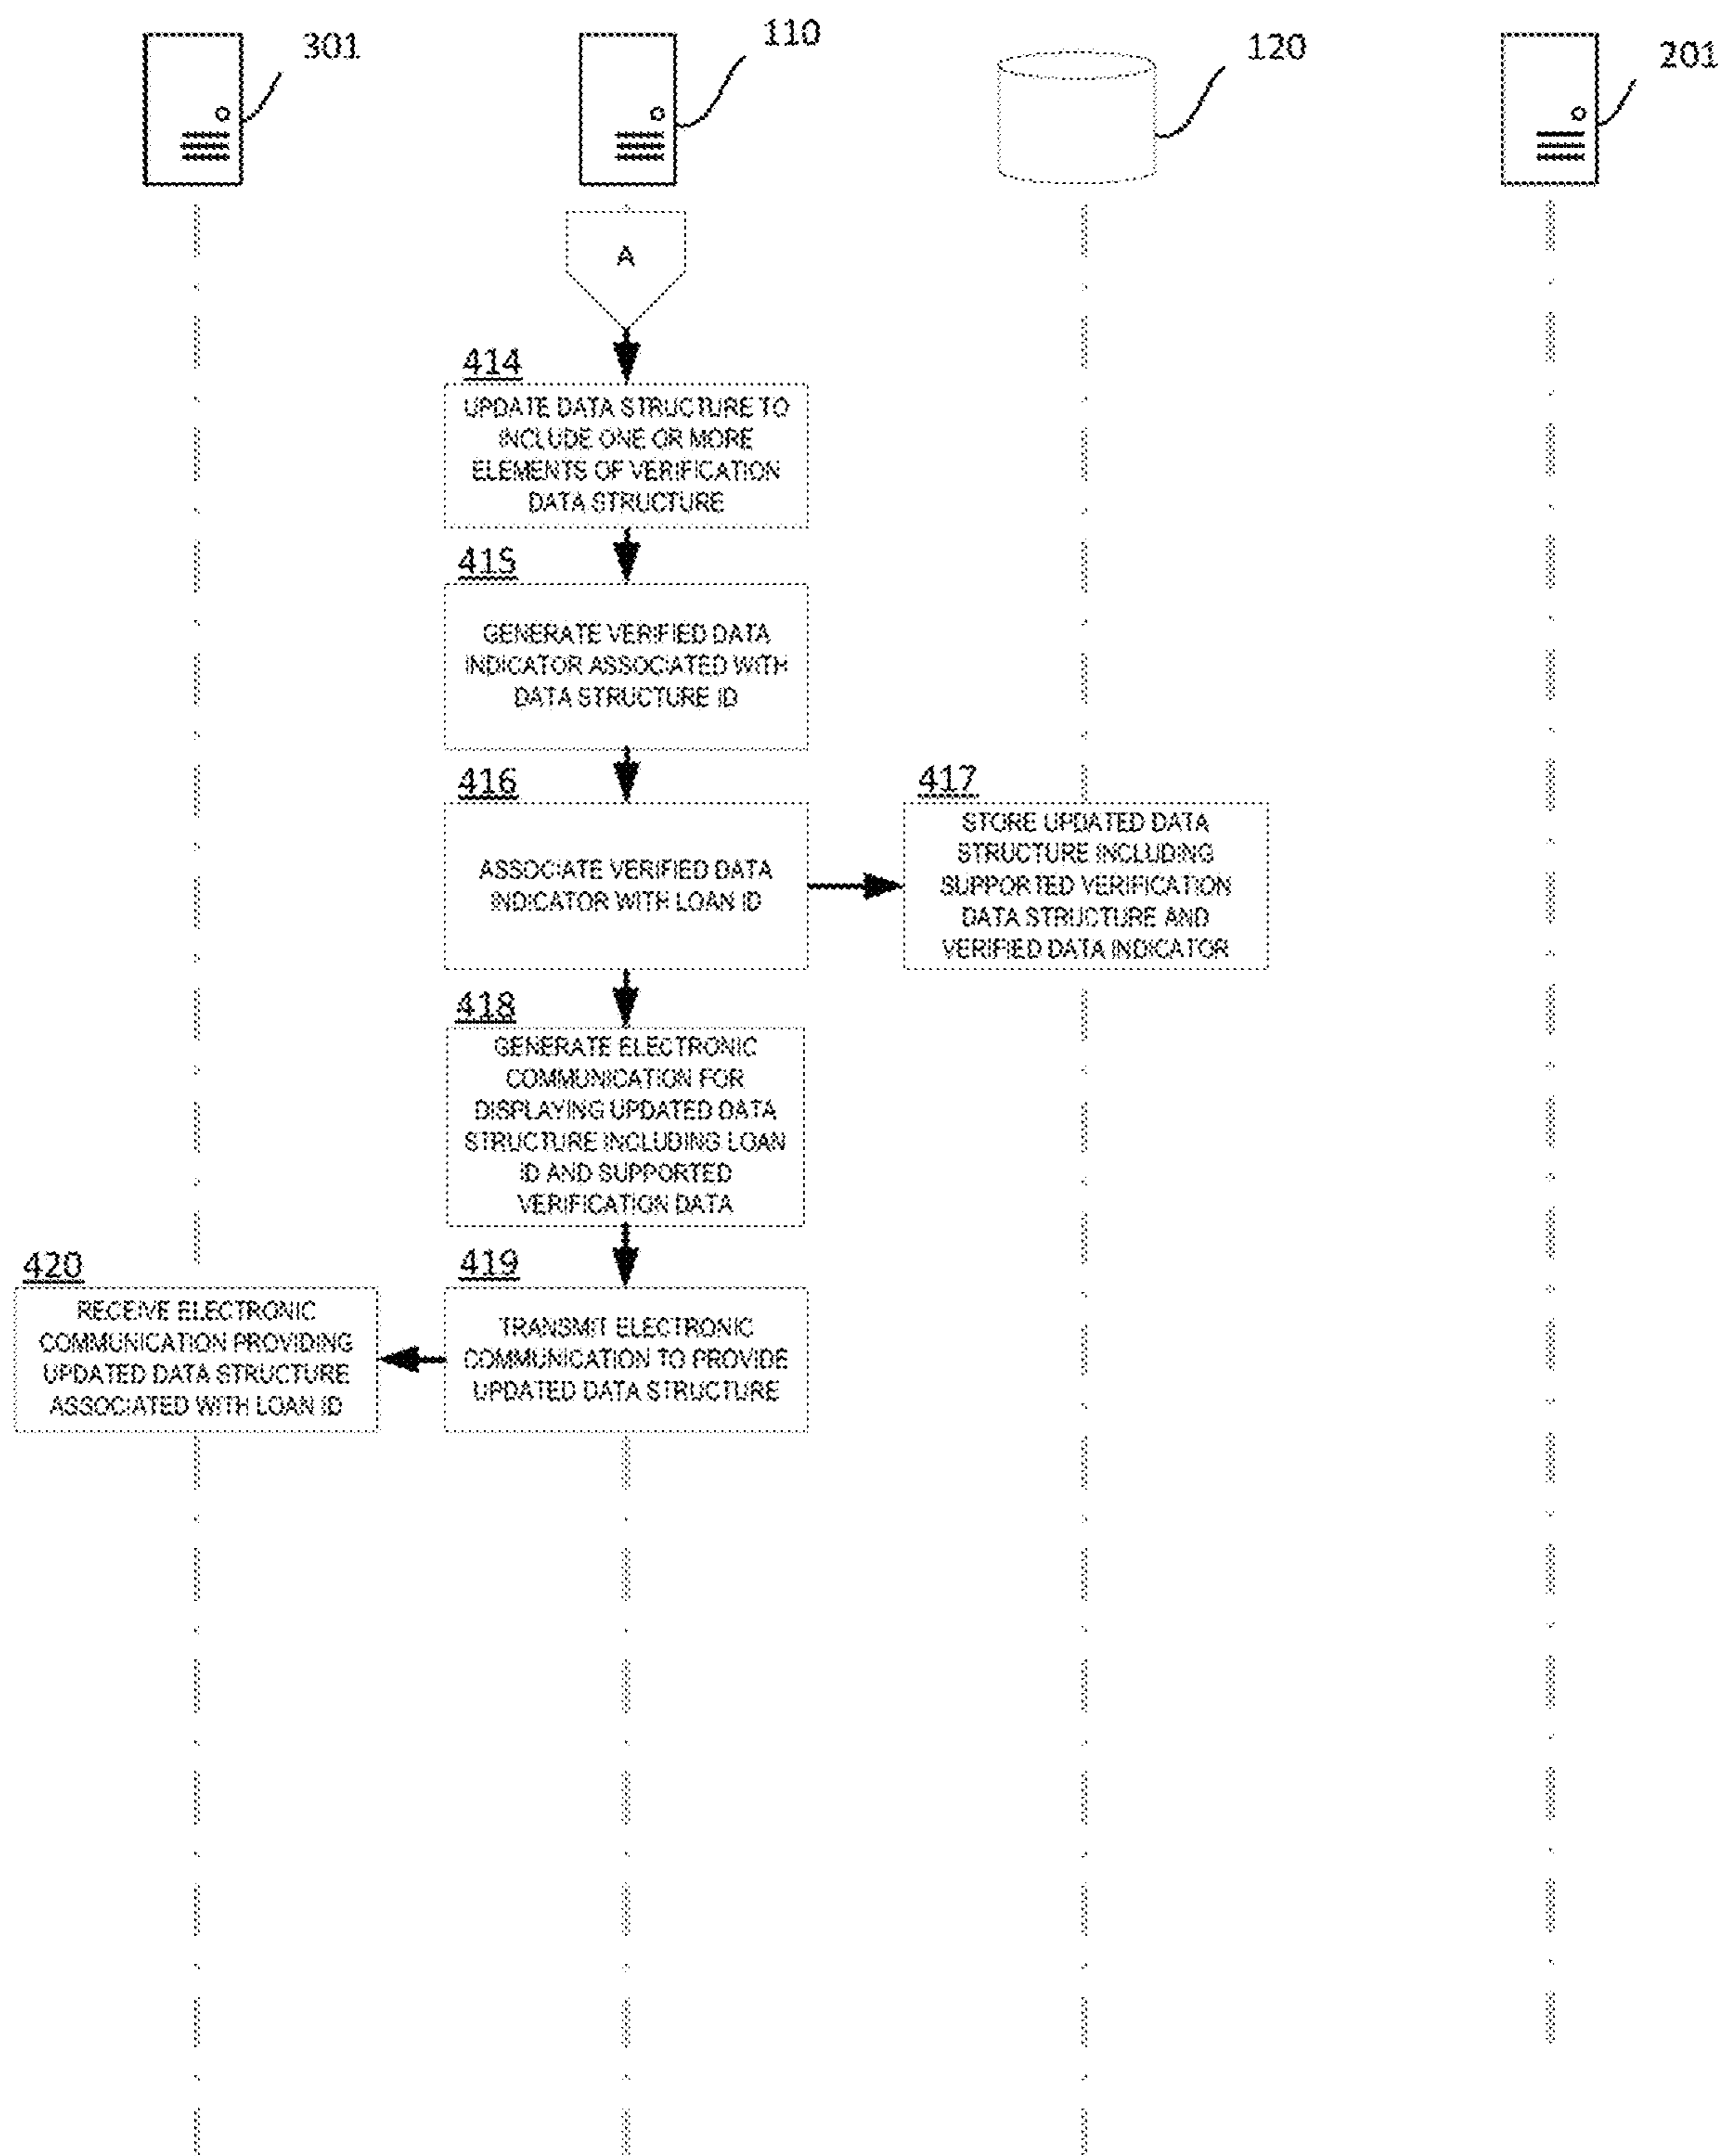 301
110
120
201
A
414
UPDATE DATA STRUCTURE TO
INCLUDE ONE OR MORE
ELEMENTS OF VERIFICATION
DATA STRUCTURE
415
GENERATE VERIFIED DATA
INDICATOR ASSOCIATED WITH
DATA STRUCTURE ID
416
ASSOCIATE VERIFIED DATA
INDICATOR WITH LOAN ID
417
STORE UPDATED DATA
STRUCTURE INCLUDING
SUPPORTED VERIFICATION
DATA STRUCTURE AND
VERIFIED DATA INDICATOR
418
GENERATE ELECTRONIC
COMMUNICATION FOR
DISPLAYING UPDATED DATA
STRUCTURE INCLUDING LOAN
ID AND SUPPORTED
VERIFICATION DATA
419
TRANSMIT ELECTRONIC
COMMUNICATION TO PROVIDE
UPDATED DATA STRUCTURE
420
RECEIVE ELECTRONIC
COMMUNICATION PROVIDING
UPDATED DATA STRUCTURE
ASSOCIATED WITH LOAN ID